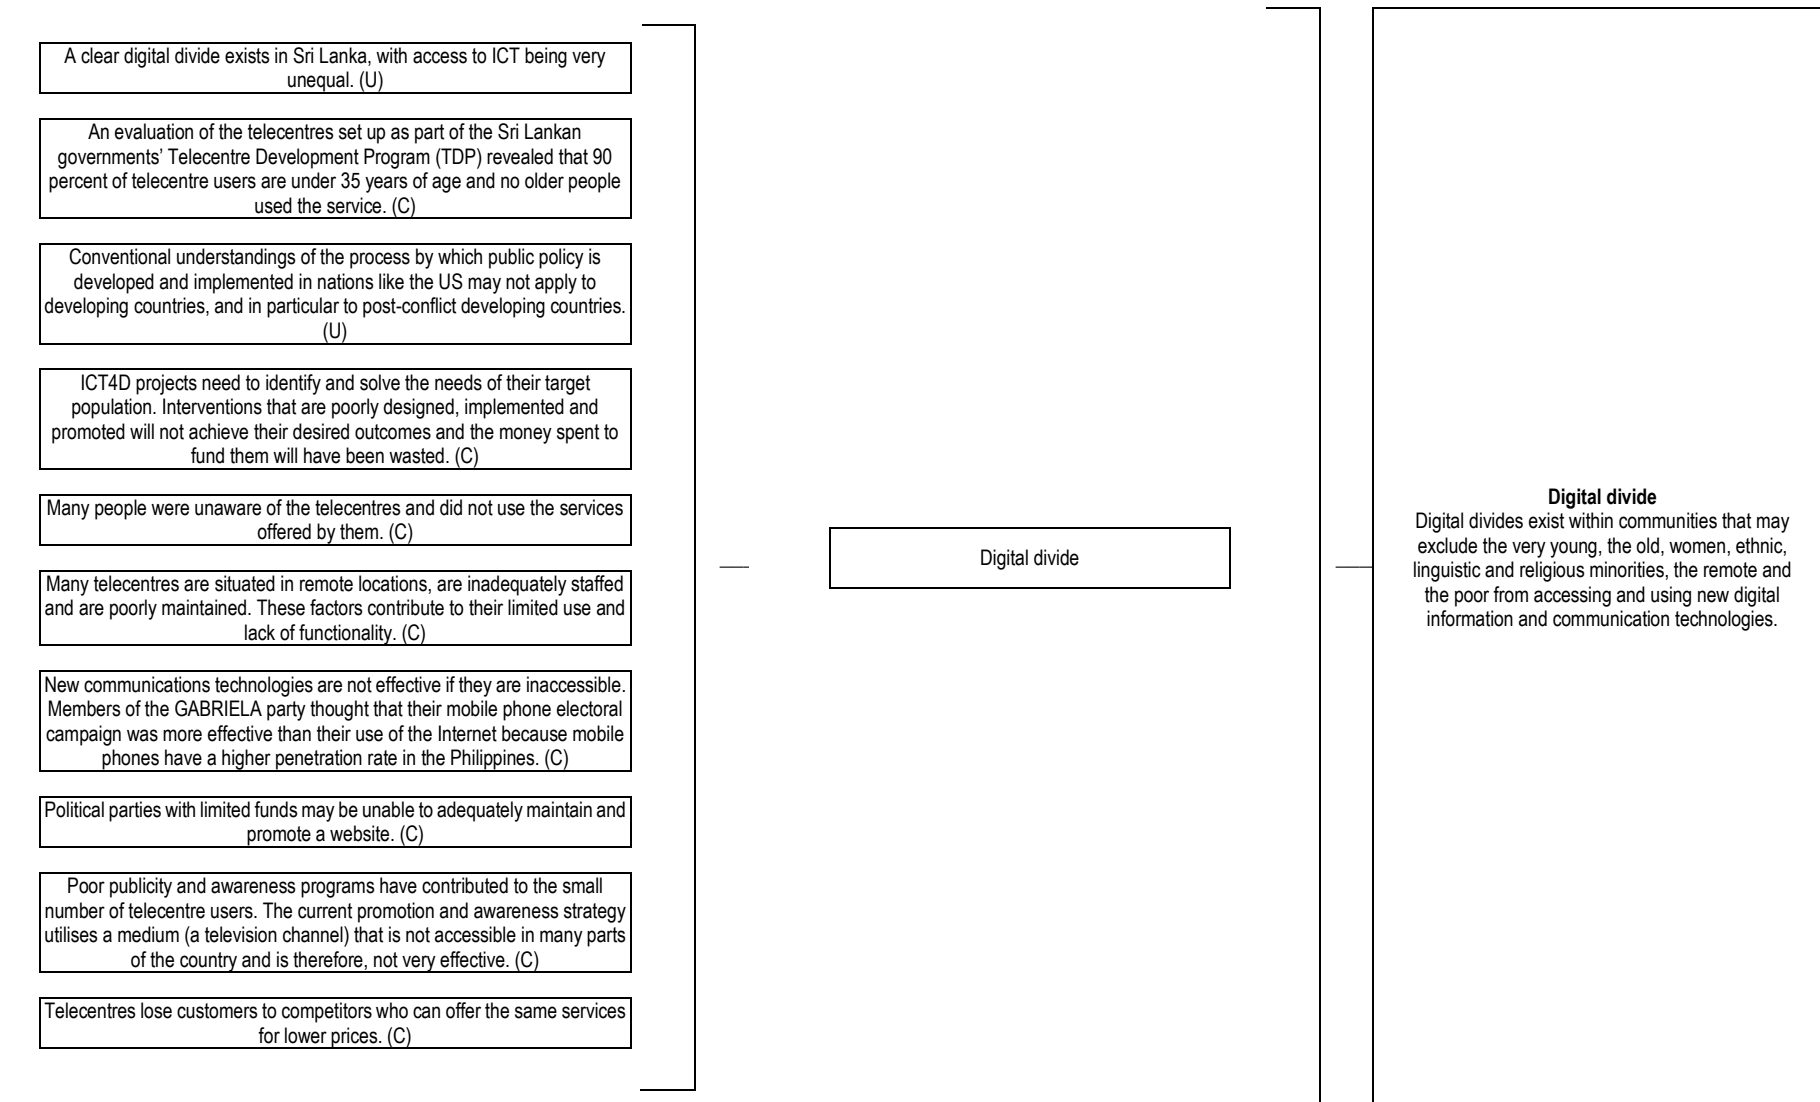 A clear digital divide exists in Sri Lanka, with access to ICT being very
unequal. (U)
An evaluation of the telecentres set up as part of the Sri Lankan
governments’ Telecentre Development Program (TDP) revealed that 90
percent of telecentre users are under 35 years of age and no older people
used the service. (C)
Conventional understandings of the process by which public policy is
developed and implemented in nations like the US may not apply to
developing countries, and in particular to post-conflict developing countries.
(U)
ICT4D projects need to identify and solve the needs of their target
population. Interventions that are poorly designed, implemented and
promoted will not achieve their desired outcomes and the money spent to
fund them will have been wasted. (C)
Many people were unaware of the telecentres and did not use the services
offered by them. (C)
Many telecentres are situated in remote locations, are inadequately staffed
and are poorly maintained. These factors contribute to their limited use and
lack of functionality. (C)
New communications technologies are not effective if they are inaccessible.
Members of the GABRIELA party thought that their mobile phone electoral
campaign was more effective than their use of the Internet because mobile
phones have a higher penetration rate in the Philippines. (C)
Political parties with limited funds may be unable to adequately maintain and
promote a website. (C)
Poor publicity and awareness programs have contributed to the small
number of telecentre users. The current promotion and awareness strategy
utilises a medium (a television channel) that is not accessible in many parts
of the country and is therefore, not very effective. (C)
Telecentres lose customers to competitors who can offer the same services
for lower prices. (C)
Digital divide
Digital divide
Digital divides exist within communities that may
exclude the very young, the old, women, ethnic,
linguistic and religious minorities, the remote and
the poor from accessing and using new digital
information and communication technologies.